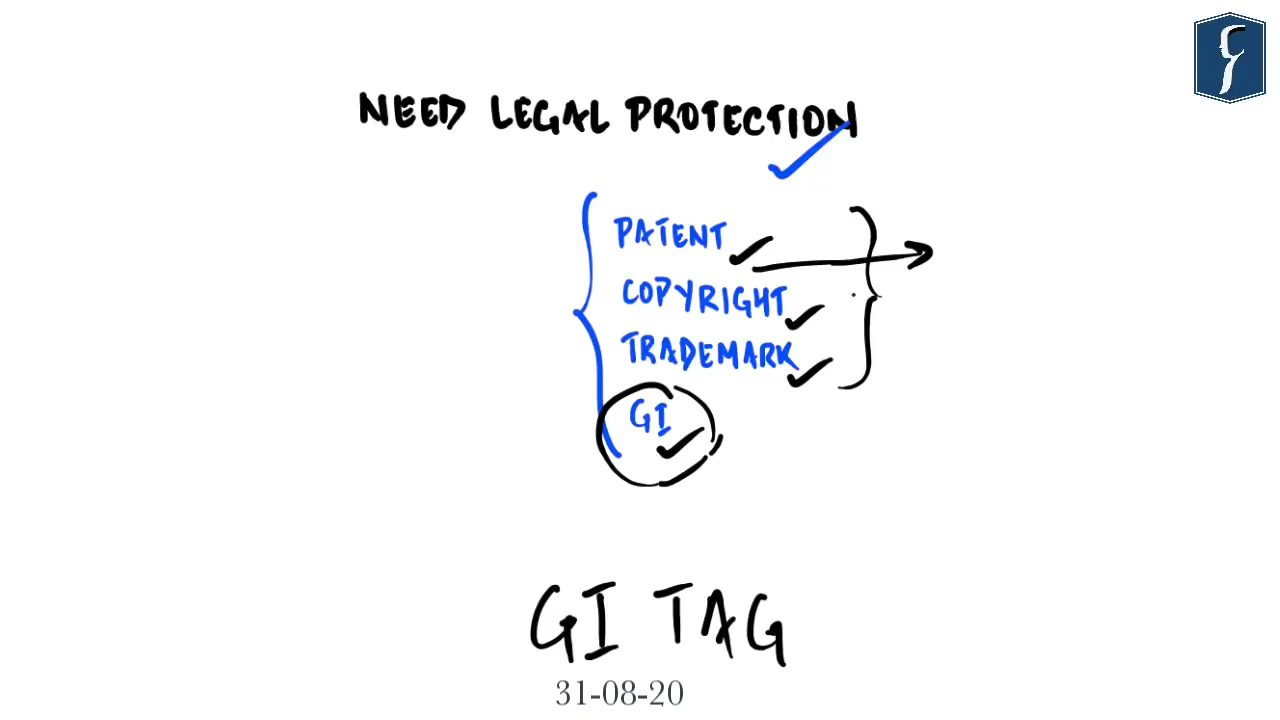 NEED LEGAL PROTECTION
PATENT
COPYRIGHT
TRADEMARK
GI
GI TAG
31-08-20